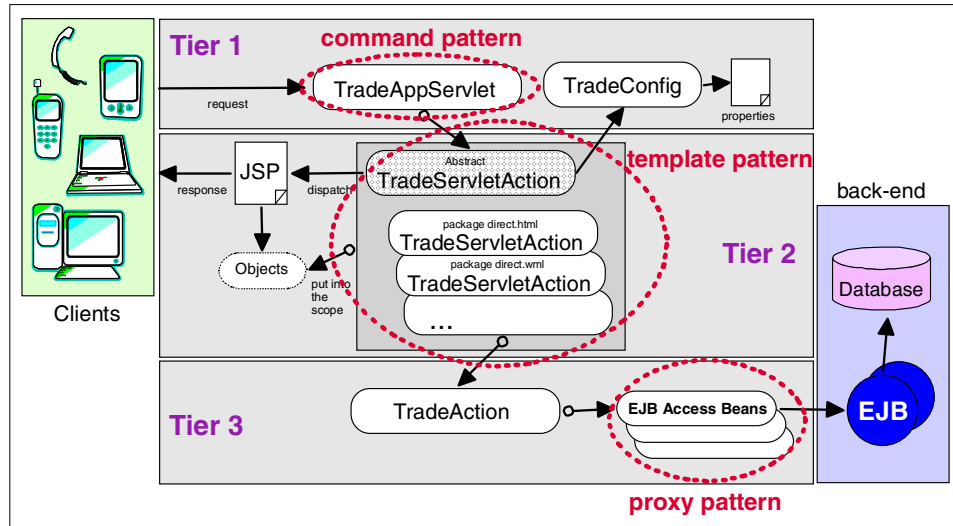 Tier 1
command pattern
TradeAppServlet
TradeConfig
properties
request
Clients
template pattern
Abstract
TradeServletAction
dispatch
JSP
response
package direct.html
TradeServletAction
package direct.wml
TradeServletAction
...
Objects
put into
the
scope
Tier 2
back-end
Database
EJB
Tier 3
TradeAction
EJB Access Beans
proxy pattern